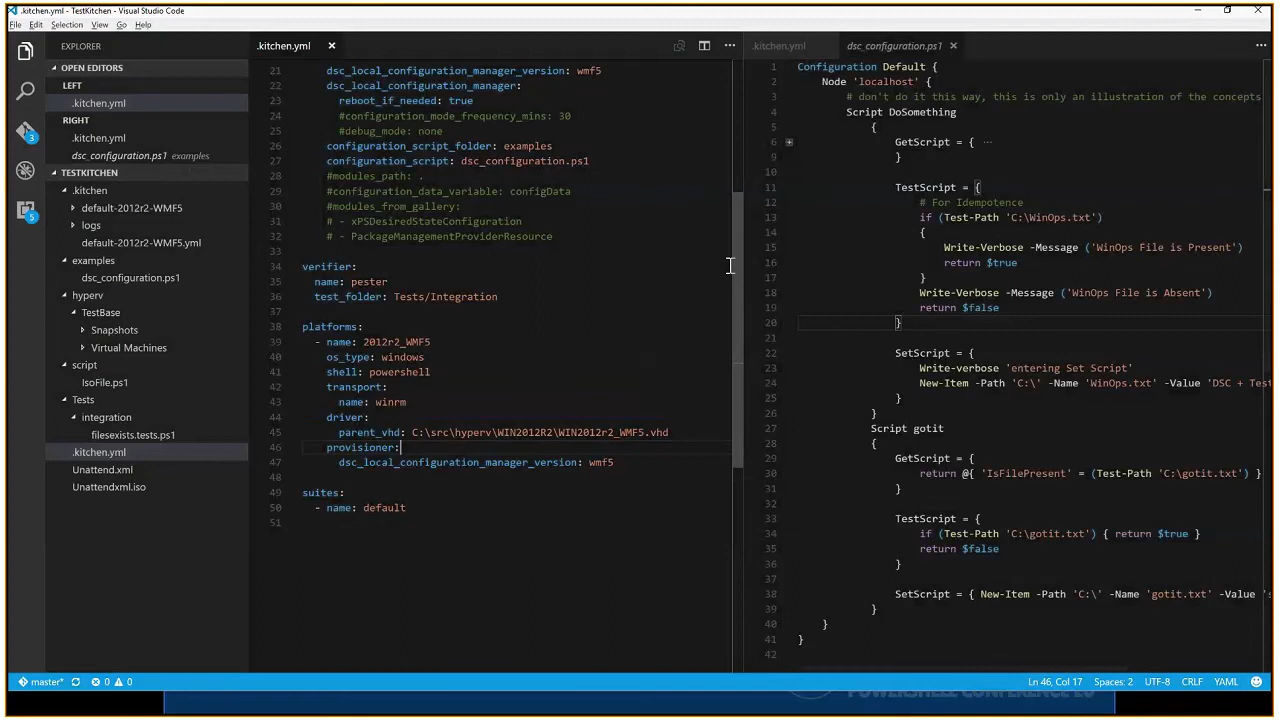 .kitchen.yml - TestKitchen - Visual Studio Code
File Edit Selection View Go Help
EXPLORER
OPEN EDITORS
LEFT
.kitchen.yml
RIGHT
.kitchen.yml
dsc_configuration.ps1 examples
TESTKITCHEN
.kitchen
default-2012r2-WMF5
logs
default-2012r2-WMF5.yml
examples
dsc_configuration.ps1
hyperv
TestBase
Snapshots
Virtual Machines
script
IsoFile.ps1
Tests
integration
filesexists.tests.ps1
.kitchen.yml
Unattend.xml
Unattendxml.iso
3
5
.kitchen.yml
21 dsc_local_configuration_manager_version: wmf5
22 dsc_local_configuration_manager:
23 reboot_if_needed: true
24 #configuration_mode_frequency_mins: 30
25 #debug_mode: none
26 configuration_script_folder: examples
27 configuration_script: dsc_configuration.ps1
28 #modules_path: .
29 #configuration_data_variable: configData
30 #modules_from_gallery:
31 # - xPSDesiredStateConfiguration
32 # - PackageManagementProviderResource
33
34 verifier:
35 name: pester
36 test_folder: Tests/Integration
37
38 platforms:
39 - name: 2012r2_WMF5
40 os_type: windows
41 shell: powershell
42 transport:
43 name: winrm
44 driver:
45 parent_vhd: C:\src\hyperv\WIN2012R2\WIN2012r2_WMF5.vhd
46 provisioner:
47 dsc_local_configuration_manager_version: wmf5
48
49 suites:
50 - name: default
51
.kitchen.yml dsc_configuration.ps1
1 Configuration Default {
2 Node 'localhost' {
3 # don't do it this way, this is only an illustration of the concepts
4 Script DoSomething
5 {
6 GetScript = { ...
9 }
10
11 TestScript = {
12 # For Idempotence
13 if (Test-Path 'C:\WinOps.txt')
14 {
15 Write-Verbose -Message ('WinOps File is Present')
16 return $true
17 }
18 Write-Verbose -Message ('WinOps File is Absent')
19 return $false
20 }
21
22 SetScript = {
23 Write-verbose 'entering Set Script'
24 New-Item -Path 'C:\' -Name 'WinOps.txt' -Value 'DSC + Test
25 }
26 }
27 Script gotit
28 {
29 GetScript = {
30 return @{ 'IsFilePresent' = (Test-Path 'C:\gotit.txt') }
31 }
32
33 TestScript = {
34 if (Test-Path 'C:\gotit.txt') { return $true }
35 return $false
36 }
37
38 SetScript = { New-Item -Path 'C:\' -Name 'gotit.txt' -Value 's
39 }
40 }
41 }
42
master* 0 0 Ln 46, Col 17 Spaces: 2 UTF-8 CRLF YAML